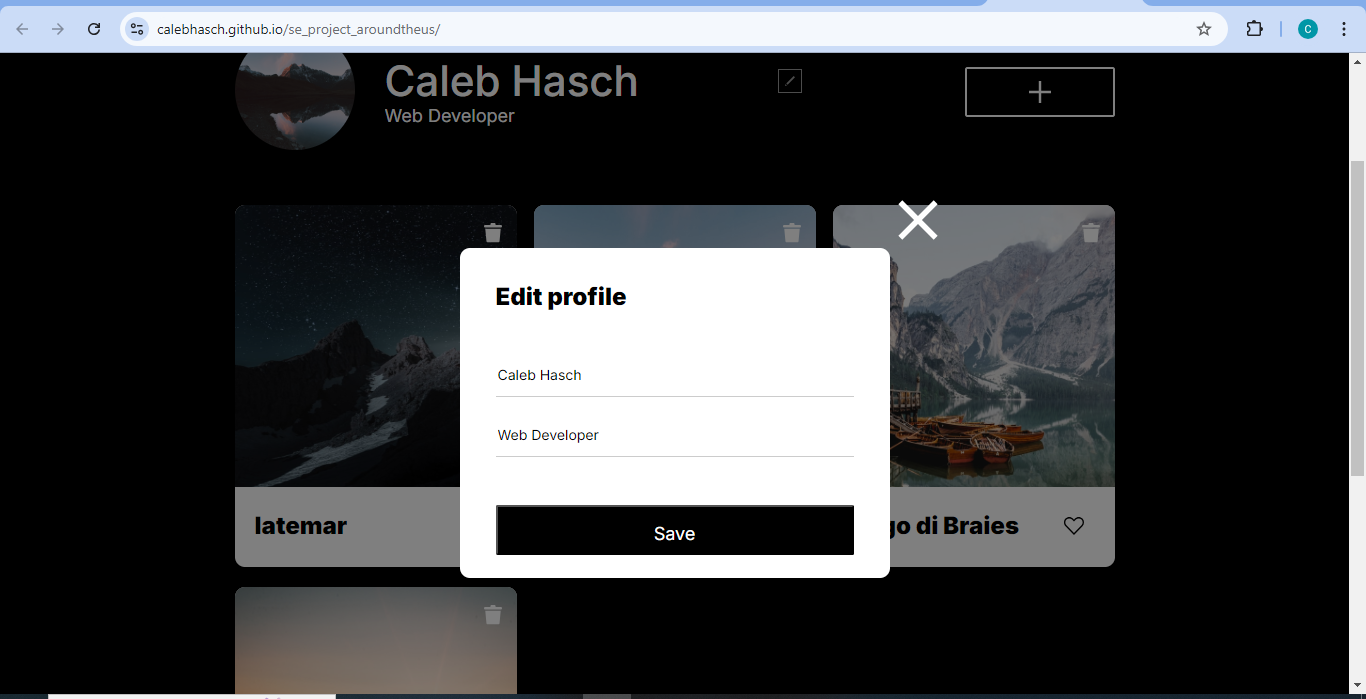 calebhasch.github.io/se_project_aroundtheus/
C
Caleb Hasch
Web Developer
Edit profile
Caleb Hasch
Web Developer
Save
latemar
go di Braies